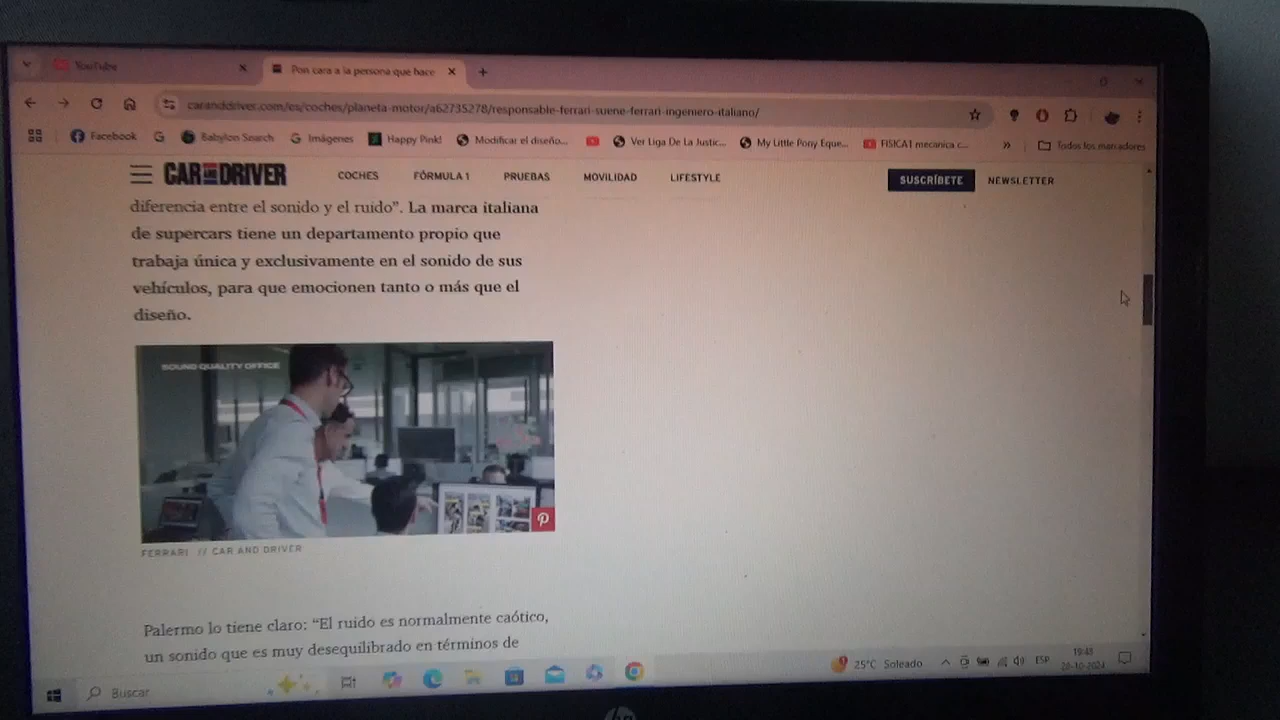 YouTube
Pon cara a la persona que hace
caranddriver.com/es/coches/planeta-motor/a62735278/responsable-ferrari-suene-ferrari-ingeniero-italiano/
Facebook
Babylon Search
Imágenes
Happy Pink!
Modificar el diseño...
Ver Liga De La Justic...
My Little Pony Eque...
FISICA1 mecanica c...
»
Todos los marcadores
CAR AND DRIVER
COCHES
FÓRMULA 1
PRUEBAS
MOVILIDAD
LIFESTYLE
SUSCRÍBETE
NEWSLETTER
diferencia entre el sonido y el ruido”. La marca italiana
de supercars tiene un departamento propio que
trabaja única y exclusivamente en el sonido de sus
vehículos, para que emocionen tanto o más que el
diseño.
SOUND QUALITY OFFICE
FERRARI // CAR AND DRIVER
Palermo lo tiene claro: “El ruido es normalmente caótico,
un sonido que es muy desequilibrado en términos de
Buscar
25°C Soleado
ESP
19:48
20-10-2024
hp